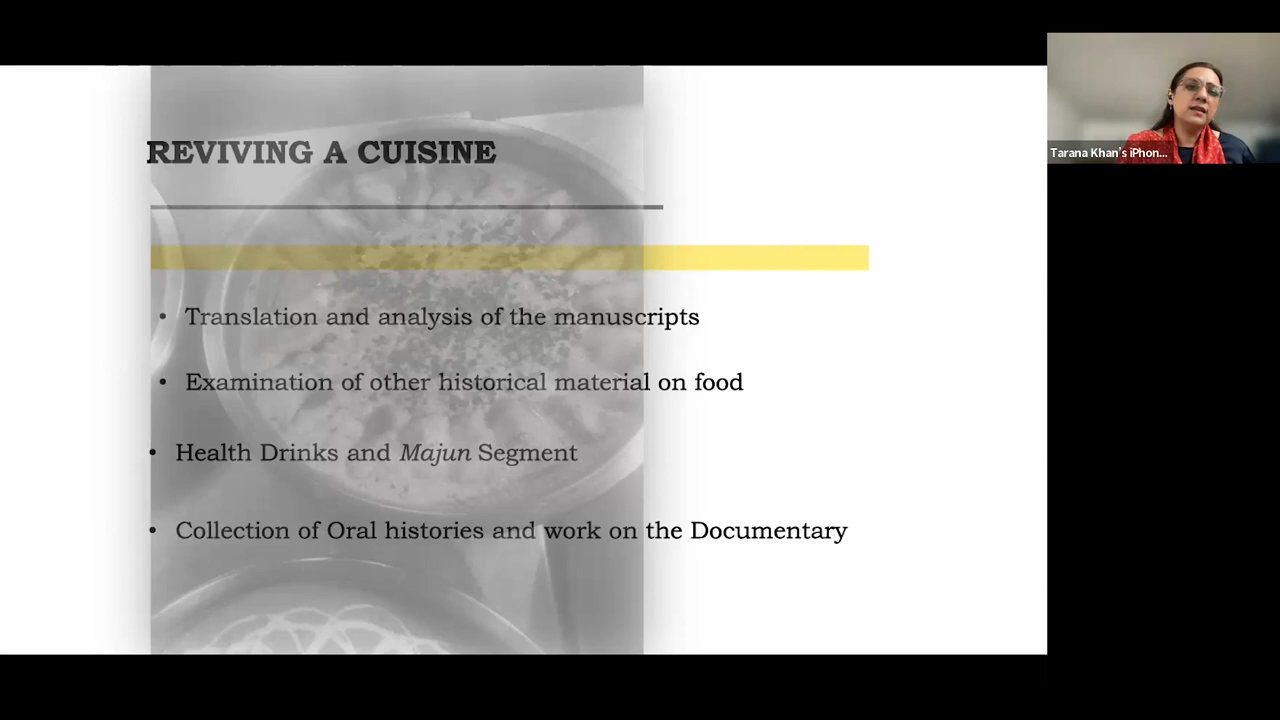 REVIVING A CUISINE
• Translation and analysis of the manuscripts
• Examination of other historical material on food
• Health Drinks and Majun Segment
• Collection of Oral histories and work on the Documentary
Tarana Khan's iPhon...